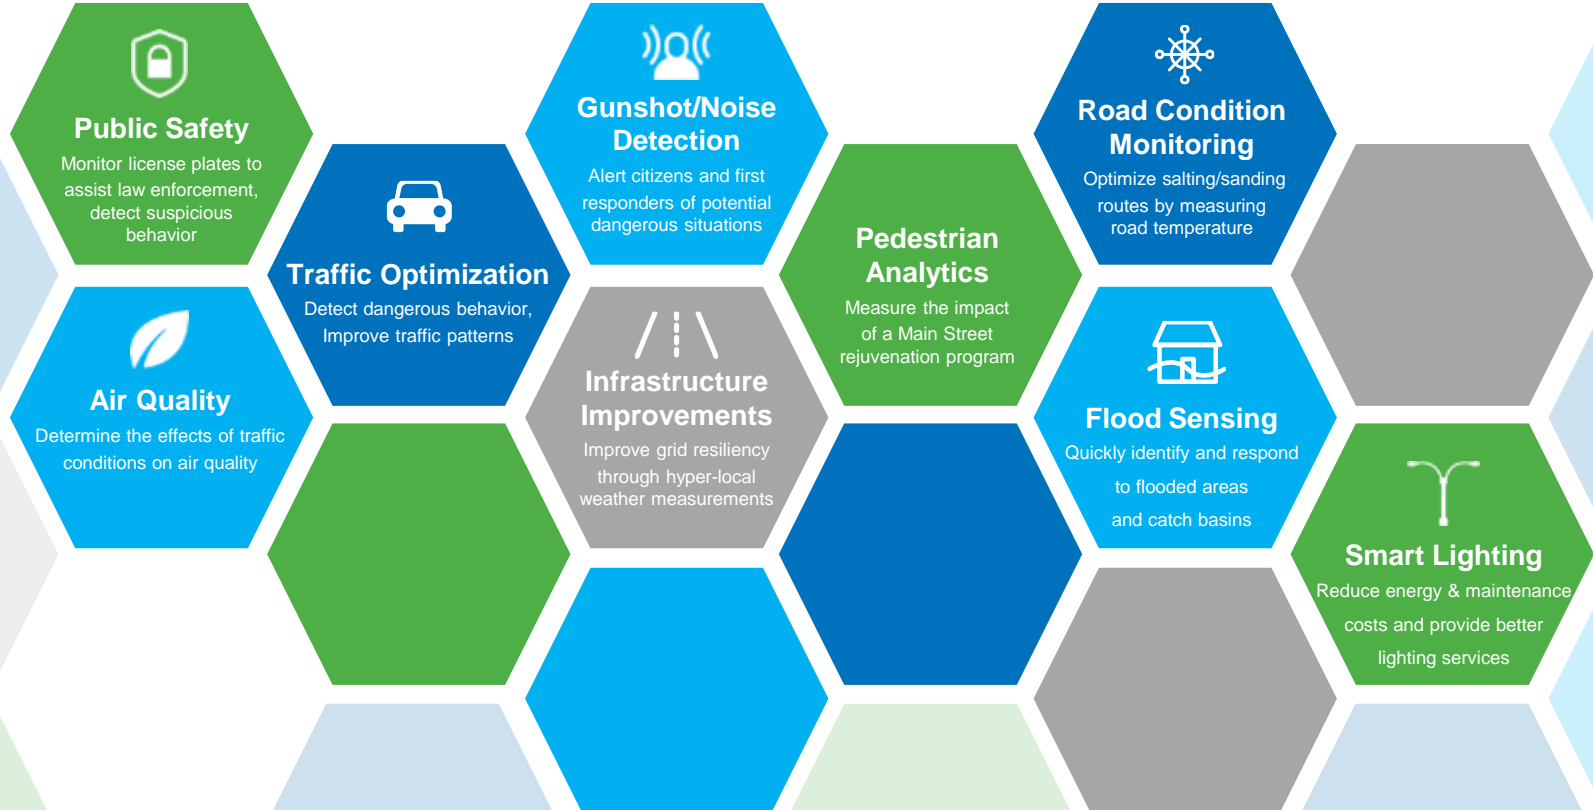 Public Safety
Monitor license plates to
assist law enforcement,
detect suspicious
behavior
Gunshot/Noise
Detection
Alert citizens and first
responders of potential
dangerous situations
Road Condition
Monitoring
Optimize salting/sanding
routes by measuring
road temperature
Traffic Optimization
Detect dangerous behavior,
Improve traffic patterns
Pedestrian
Analytics
Measure the impact
of a Main Street
rejuvenation program
Air Quality
Determine the effects of traffic
conditions on air quality
Infrastructure
Improvements
Improve grid resiliency
through hyper-local
weather measurements
Flood Sensing
Quickly identify and respond
to flooded areas
and catch basins
Smart Lighting
Reduce energy & maintenance
costs and provide better
lighting services